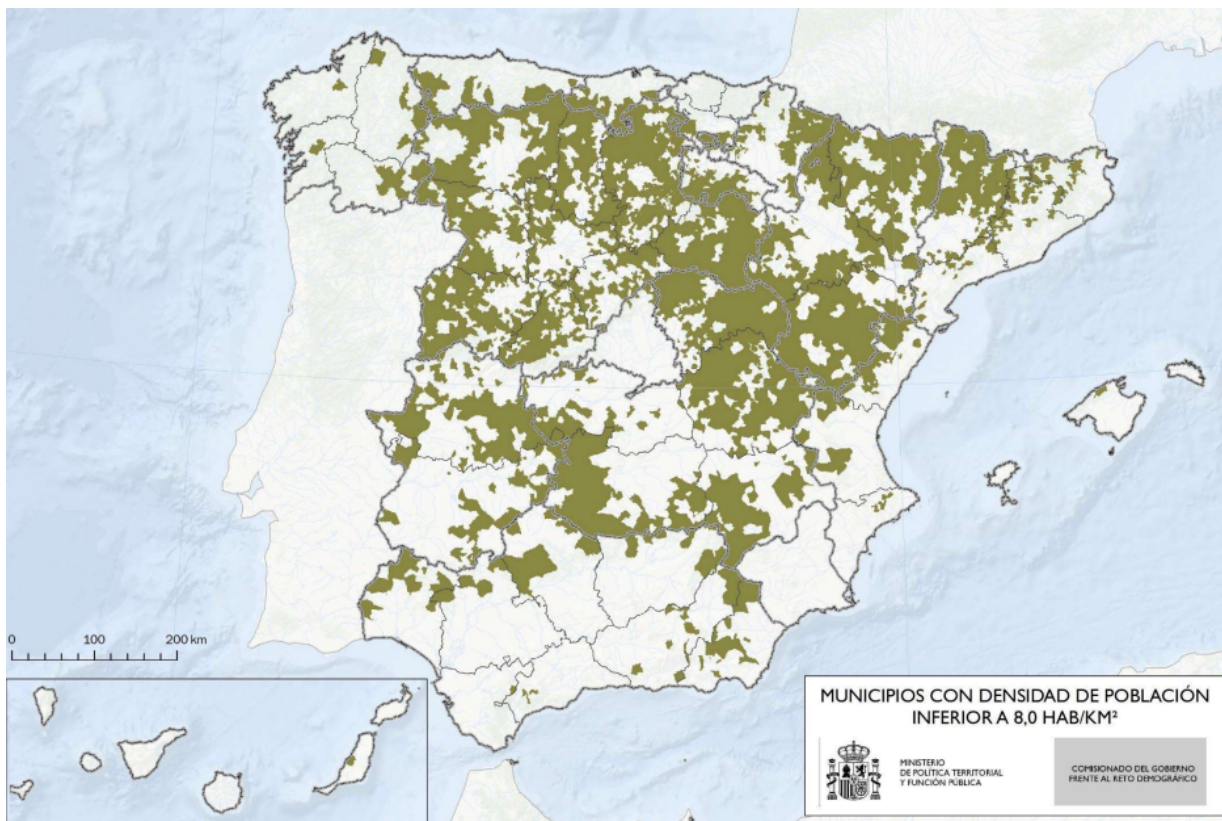 0 100 200 km
MUNICIPIOS CON DENSIDAD DE POBLACIÓN
INFERIOR A 8,0 HAB/KM²
MINISTERIO
DE POLÍTICA TERRITORIAL
Y FUNCIÓN PÚBLICA
COMISIONADO DEL GOBIERNO
FRENTE AL RETO DEMOGRÁFICO